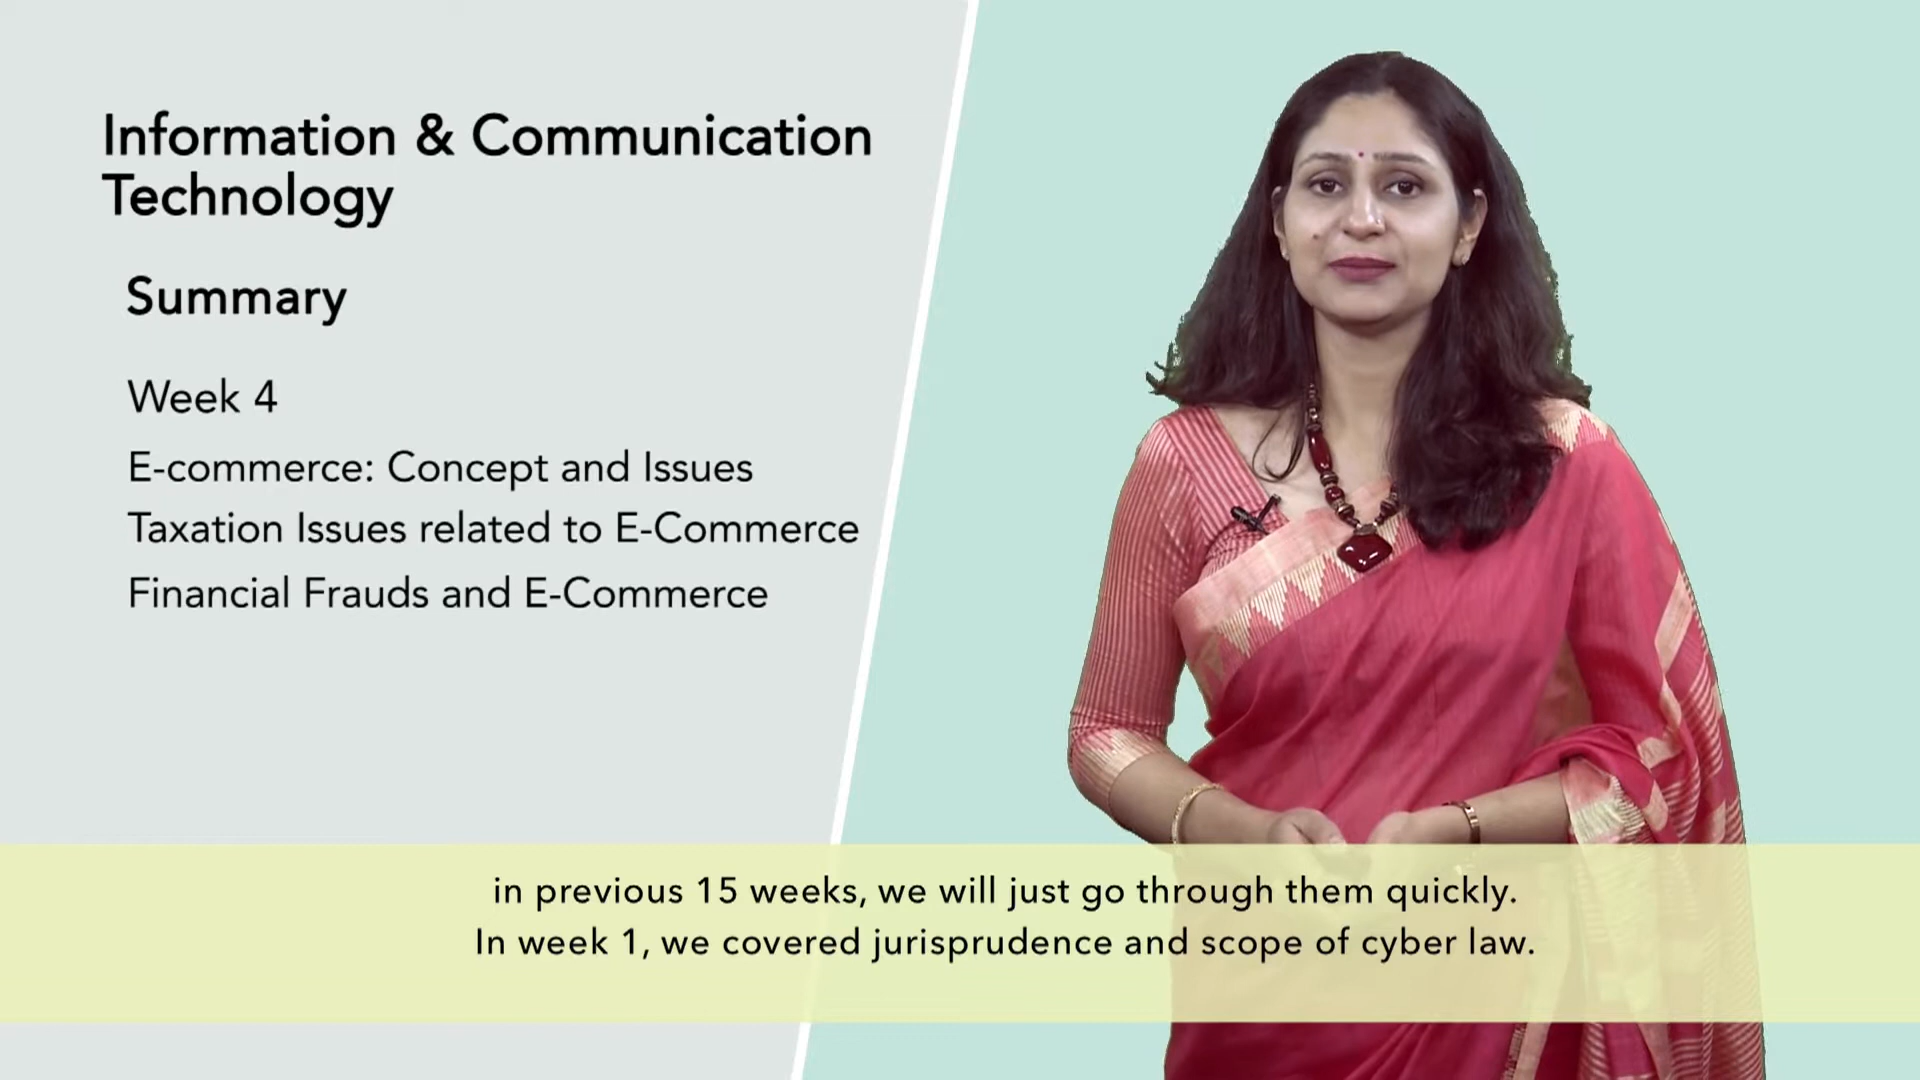 Information & Communication
Technology
Summary
Week 4
E-commerce: Concept and Issues
Taxation Issues related to E-Commerce
Financial Frauds and E-Commerce
in previous 15 weeks, we will just go through them quickly.
In week 1, we covered jurisprudence and scope of cyber law.